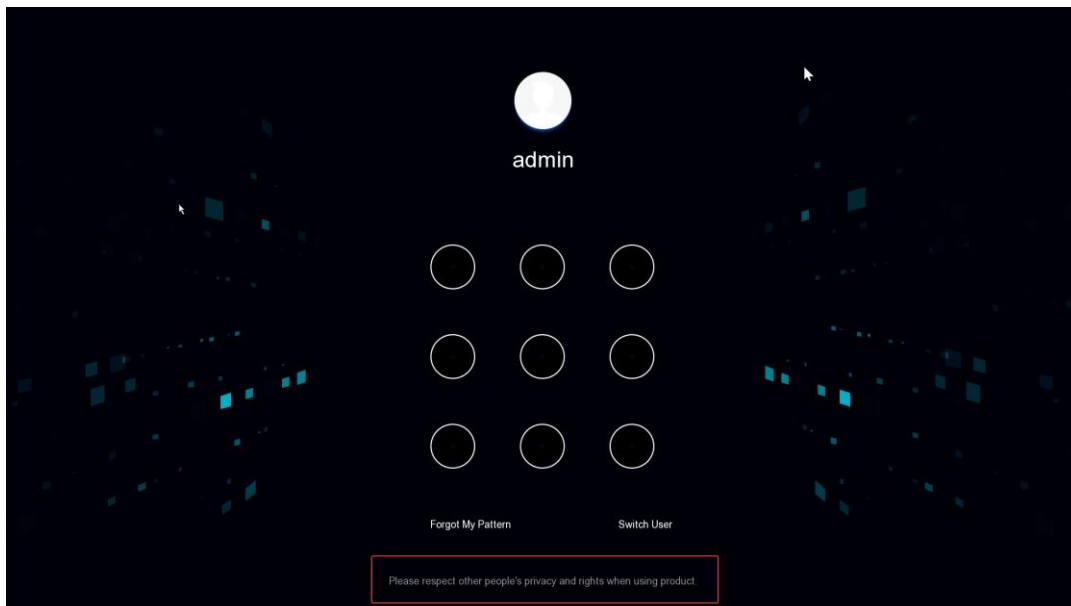 admin
Forgot My Pattern
Switch User
Please respect other people's privacy and rights when using product.